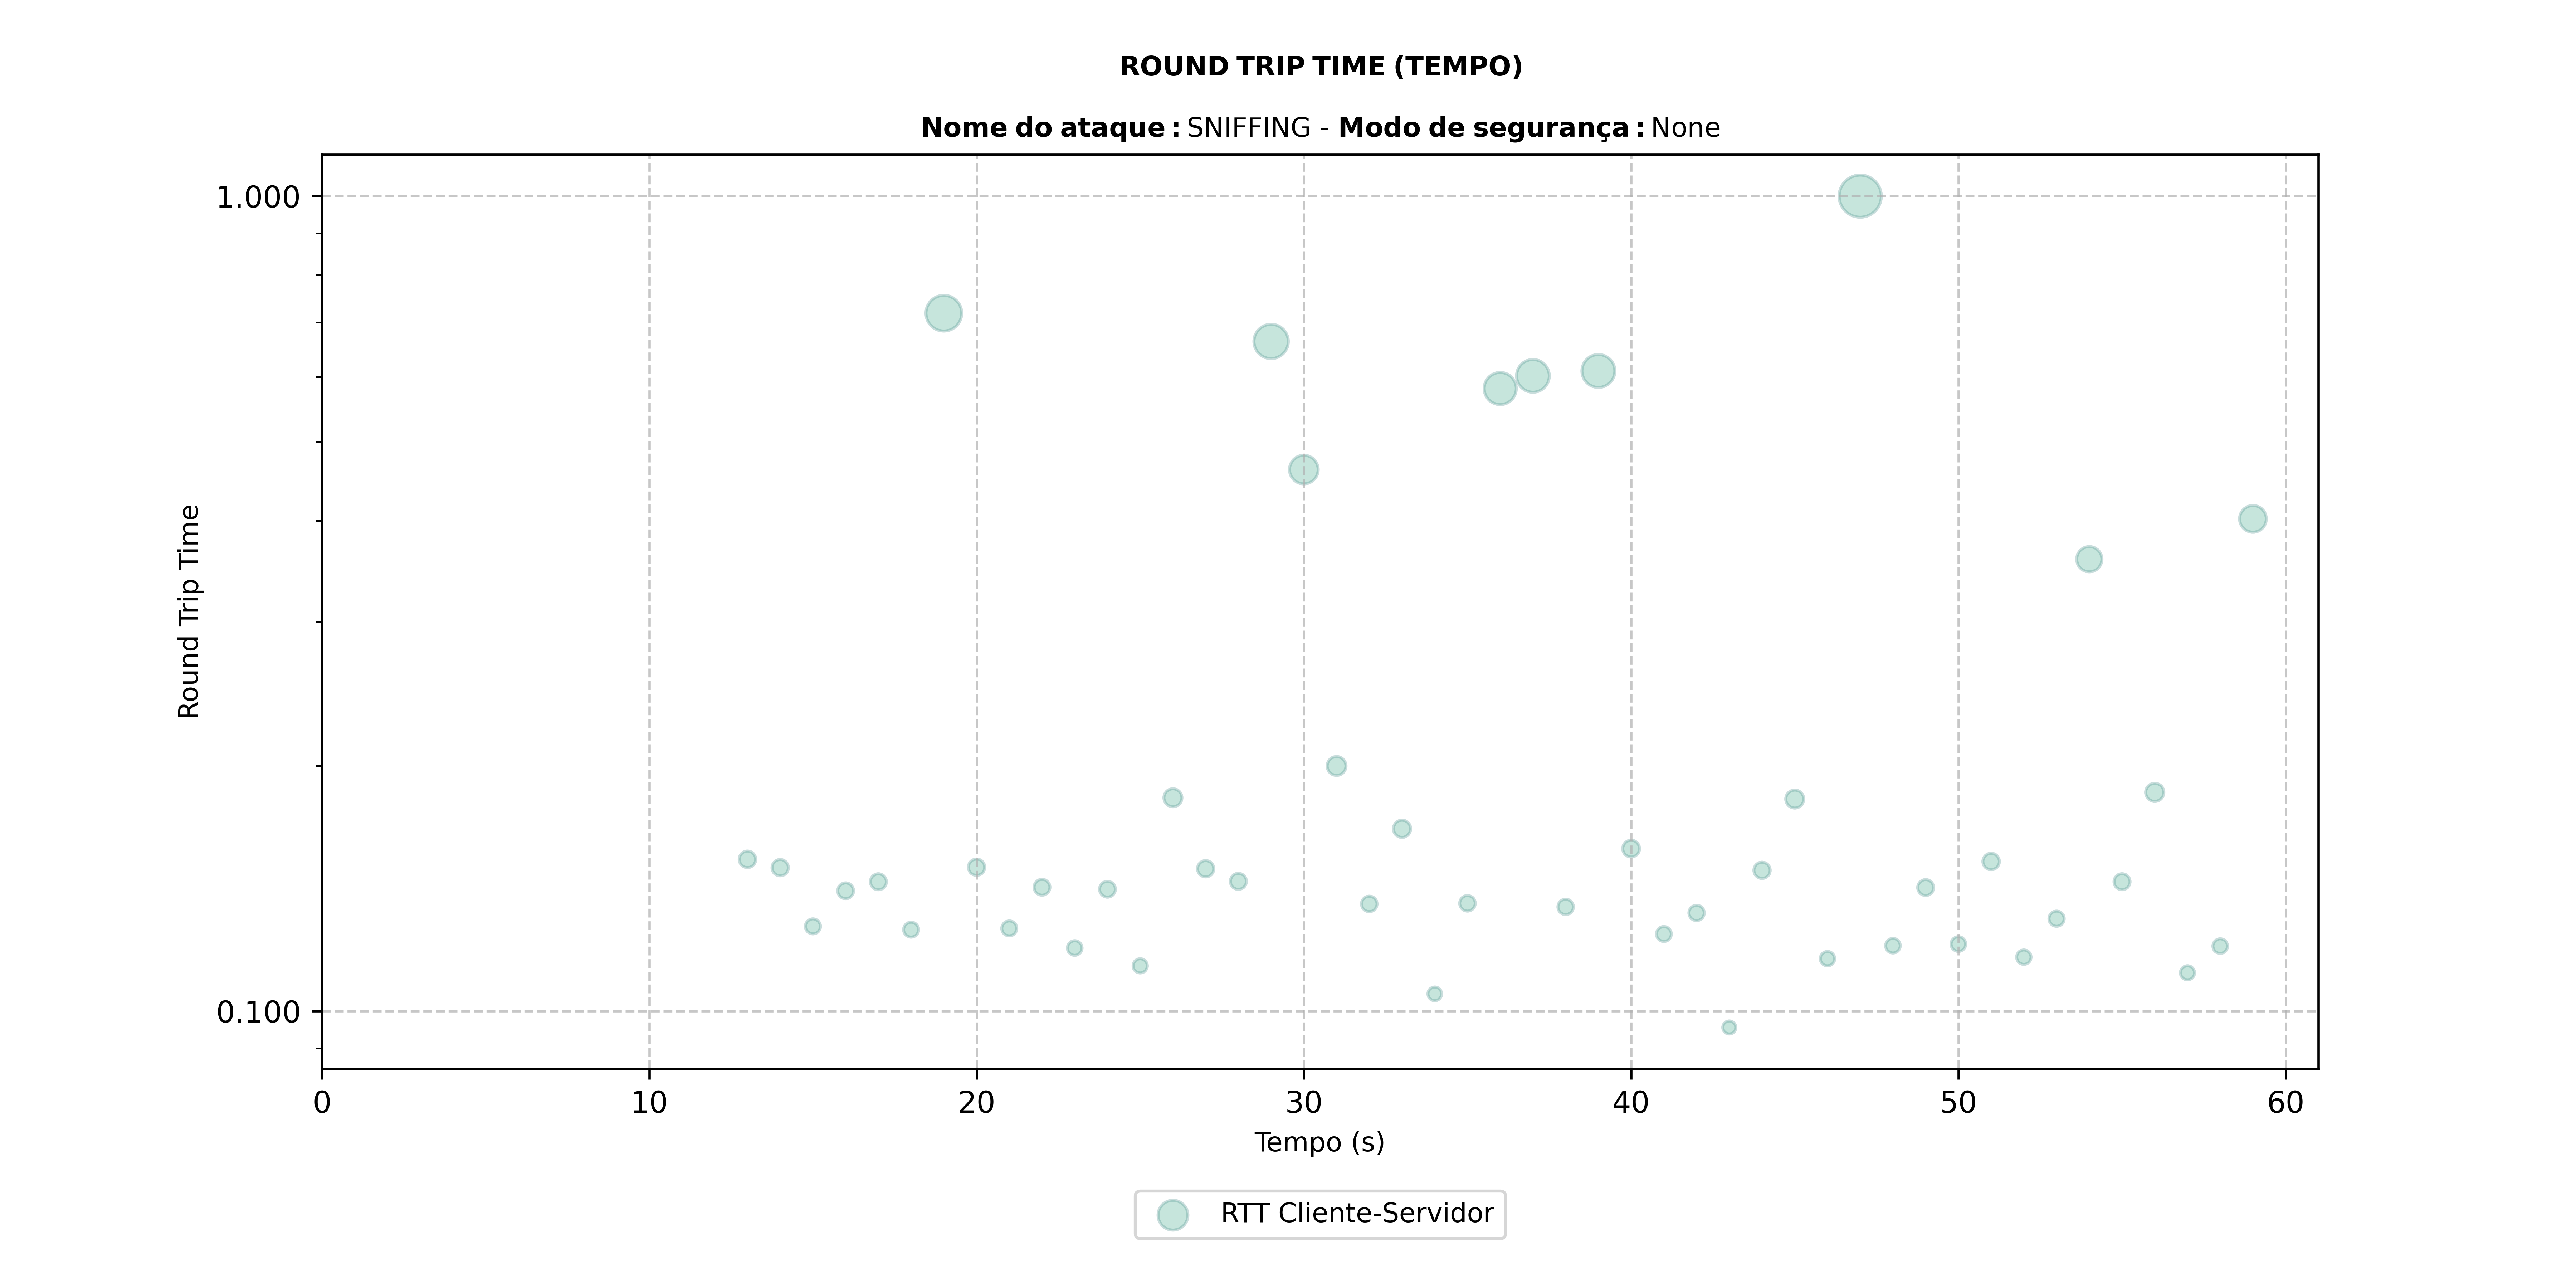 ROUND TRIP TIME (TEMPO)
Nome do ataque : SNIFFING - Modo de segurança : None
1.000
0.100
Round Trip Time
0 10 20 30 40 50 60
Tempo (s)
RTT Cliente-Servidor